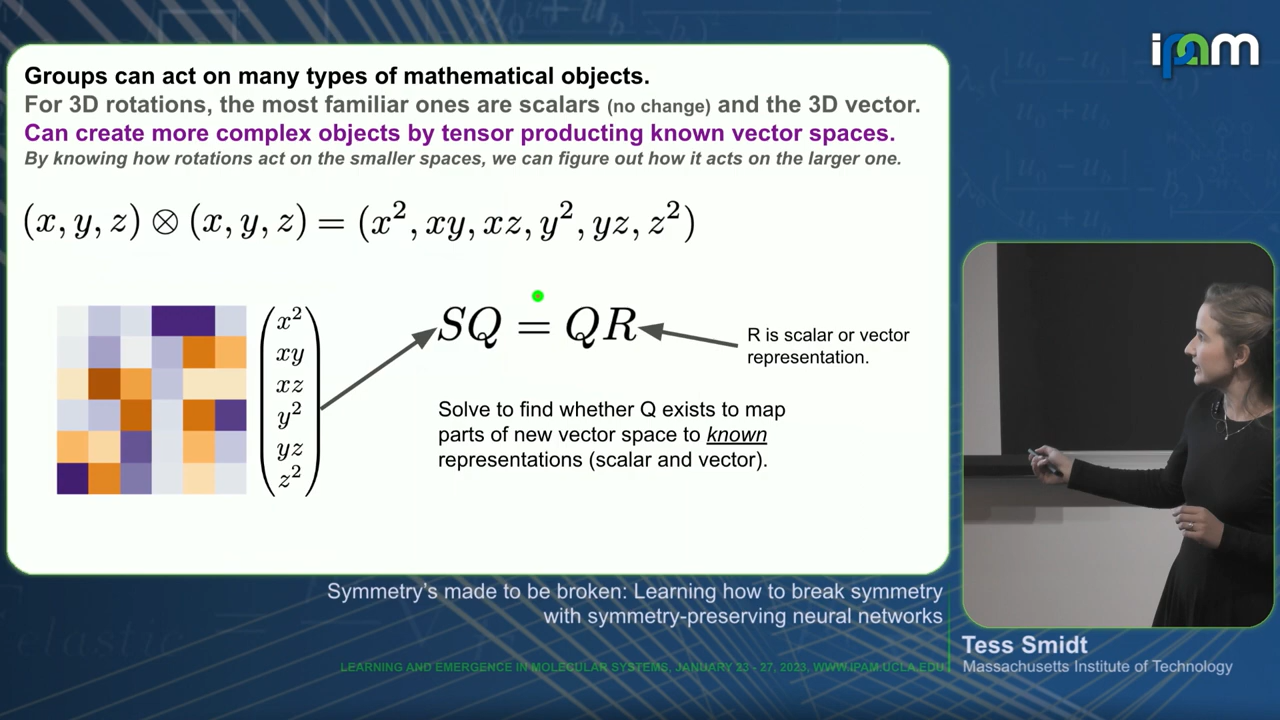 ipam
Groups can act on many types of mathematical objects.
For 3D rotations, the most familiar ones are scalars (no change) and the 3D vector.
Can create more complex objects by tensor producting known vector spaces.
By knowing how rotations act on the smaller spaces, we can figure out how it acts on the larger one.
(x, y, z) ⊗ (x, y, z) = (x², xy, xz, y², yz, z²)
x²
xy
xz
y²
yz
z²
SQ = QR
R is scalar or vector
representation.
Solve to find whether Q exists to map
parts of new vector space to known
representations (scalar and vector).
Symmetry's made to be broken: Learning how to break symmetry
with symmetry-preserving neural networks
Tess Smidt
Massachusetts Institute of Technology
LEARNING AND EMERGENCE IN MOLECULAR SYSTEMS, JANUARY 23 - 27, 2023, WWW.IPAM.UCLA.EDU
elastic